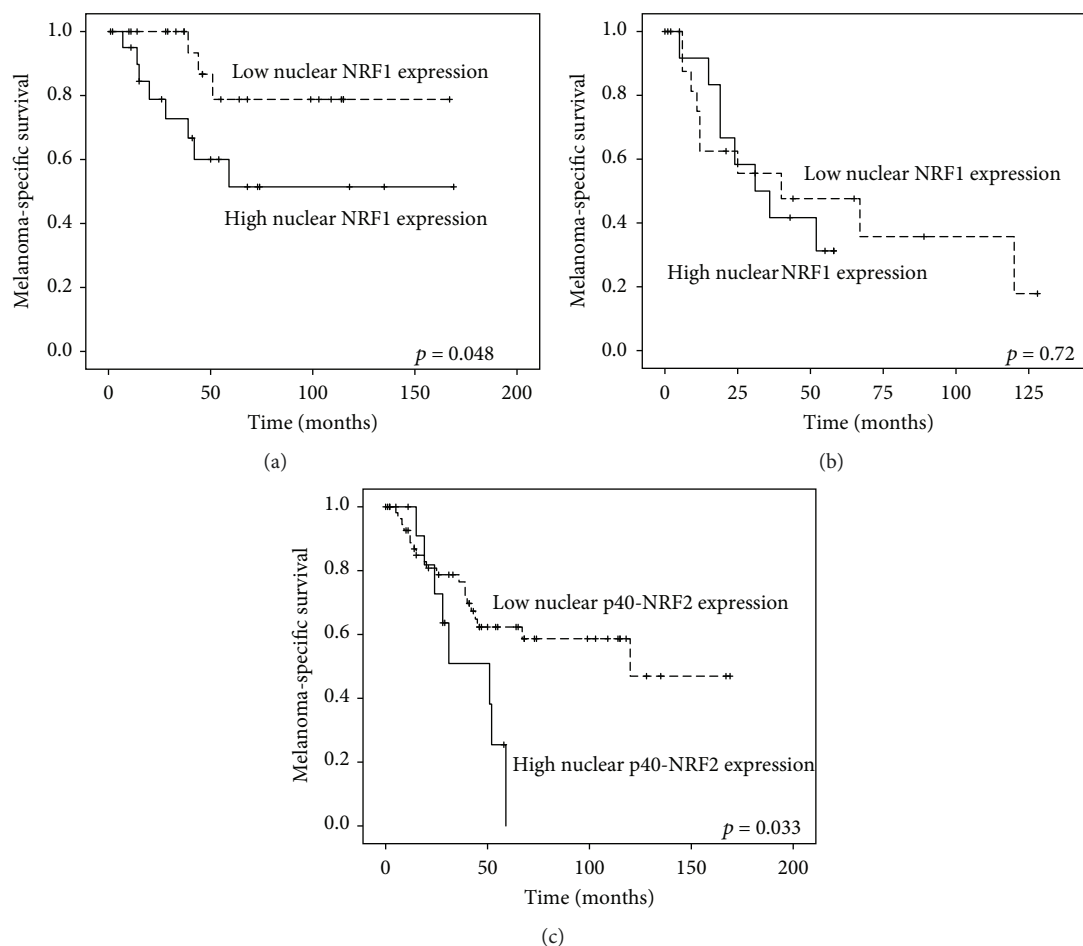 1.0
0.8
0.6
0.4
0.2
0.0
Melanoma-specific survival
Low nuclear NRF1 expression
High nuclear NRF1 expression
p = 0.048
0
50
100
150
200
Time (months)
(a)
1.0
0.8
0.6
0.4
0.2
0.0
Melanoma-specific survival
Low nuclear NRF1 expression
High nuclear NRF1 expression
p = 0.72
0
25
50
75
100
125
Time (months)
(b)
1.0
0.8
0.6
0.4
0.2
0.0
Melanoma-specific survival
Low nuclear p40-NRF2 expression
High nuclear p40-NRF2 expression
p = 0.033
0
50
100
150
200
Time (months)
(c)